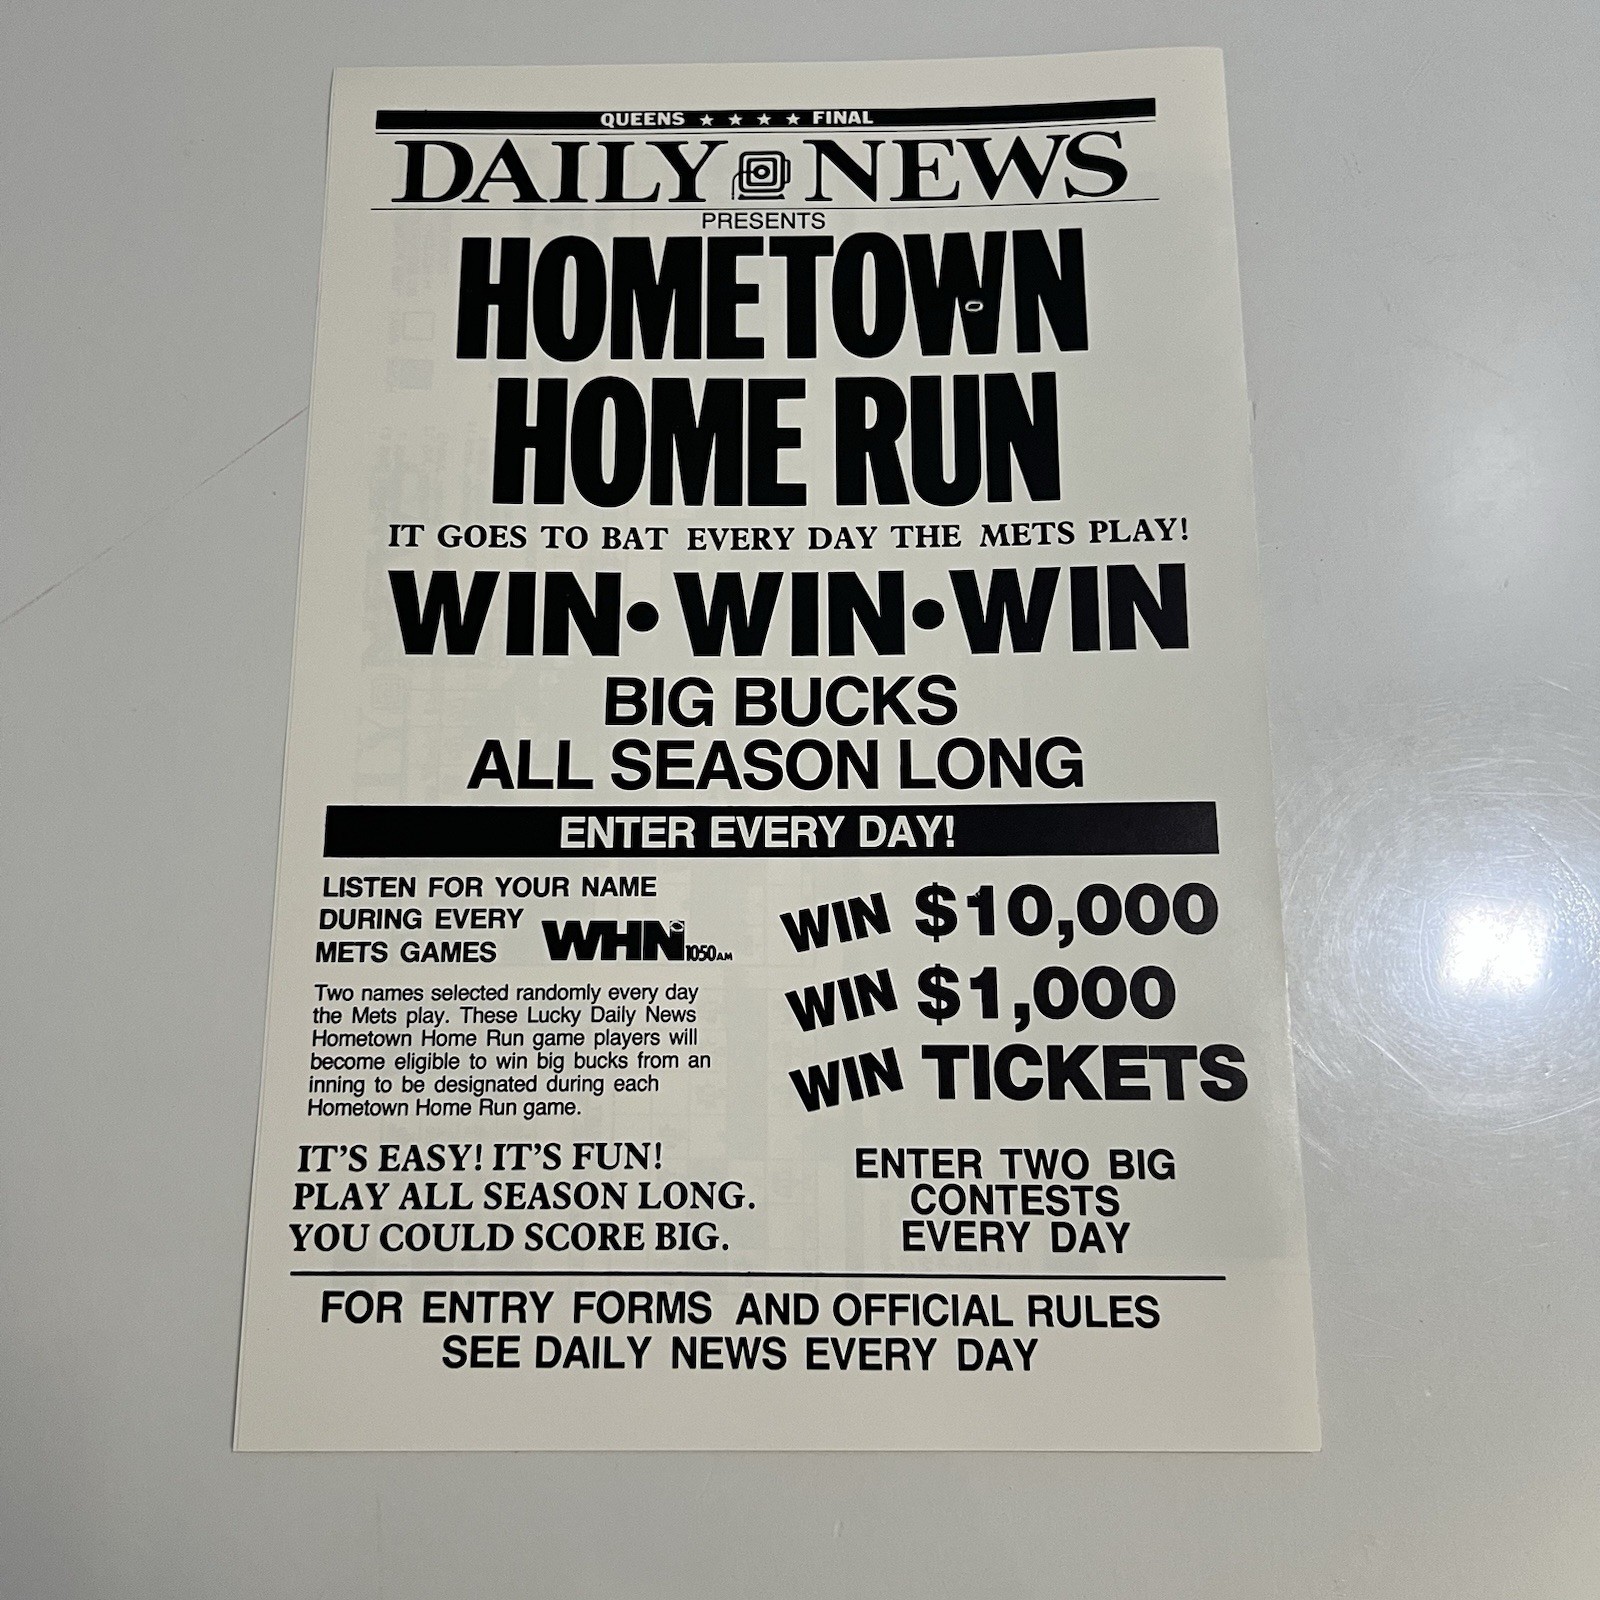 QUEENS ★ ★ ★ ★ FINAL
DAILY NEWS
PRESENTS
HOMETOWN
HOME RUN
IT GOES TO BAT EVERY DAY THE METS PLAY!
WIN•WIN•WIN
BIG BUCKS
ALL SEASON LONG
ENTER EVERY DAY!
LISTEN FOR YOUR NAME
DURING EVERY
METS GAMES
WHN 1050 AM
Two names selected randomly every day
the Mets play. These Lucky Daily News
Hometown Home Run game players will
become eligible to win big bucks from an
inning to be designated during each
Hometown Home Run game.
WIN $10,000
WIN $1,000
WIN TICKETS
IT'S EASY! IT'S FUN!
PLAY ALL SEASON LONG.
YOU COULD SCORE BIG.
ENTER TWO BIG
CONTESTS
EVERY DAY
FOR ENTRY FORMS AND OFFICIAL RULES
SEE DAILY NEWS EVERY DAY